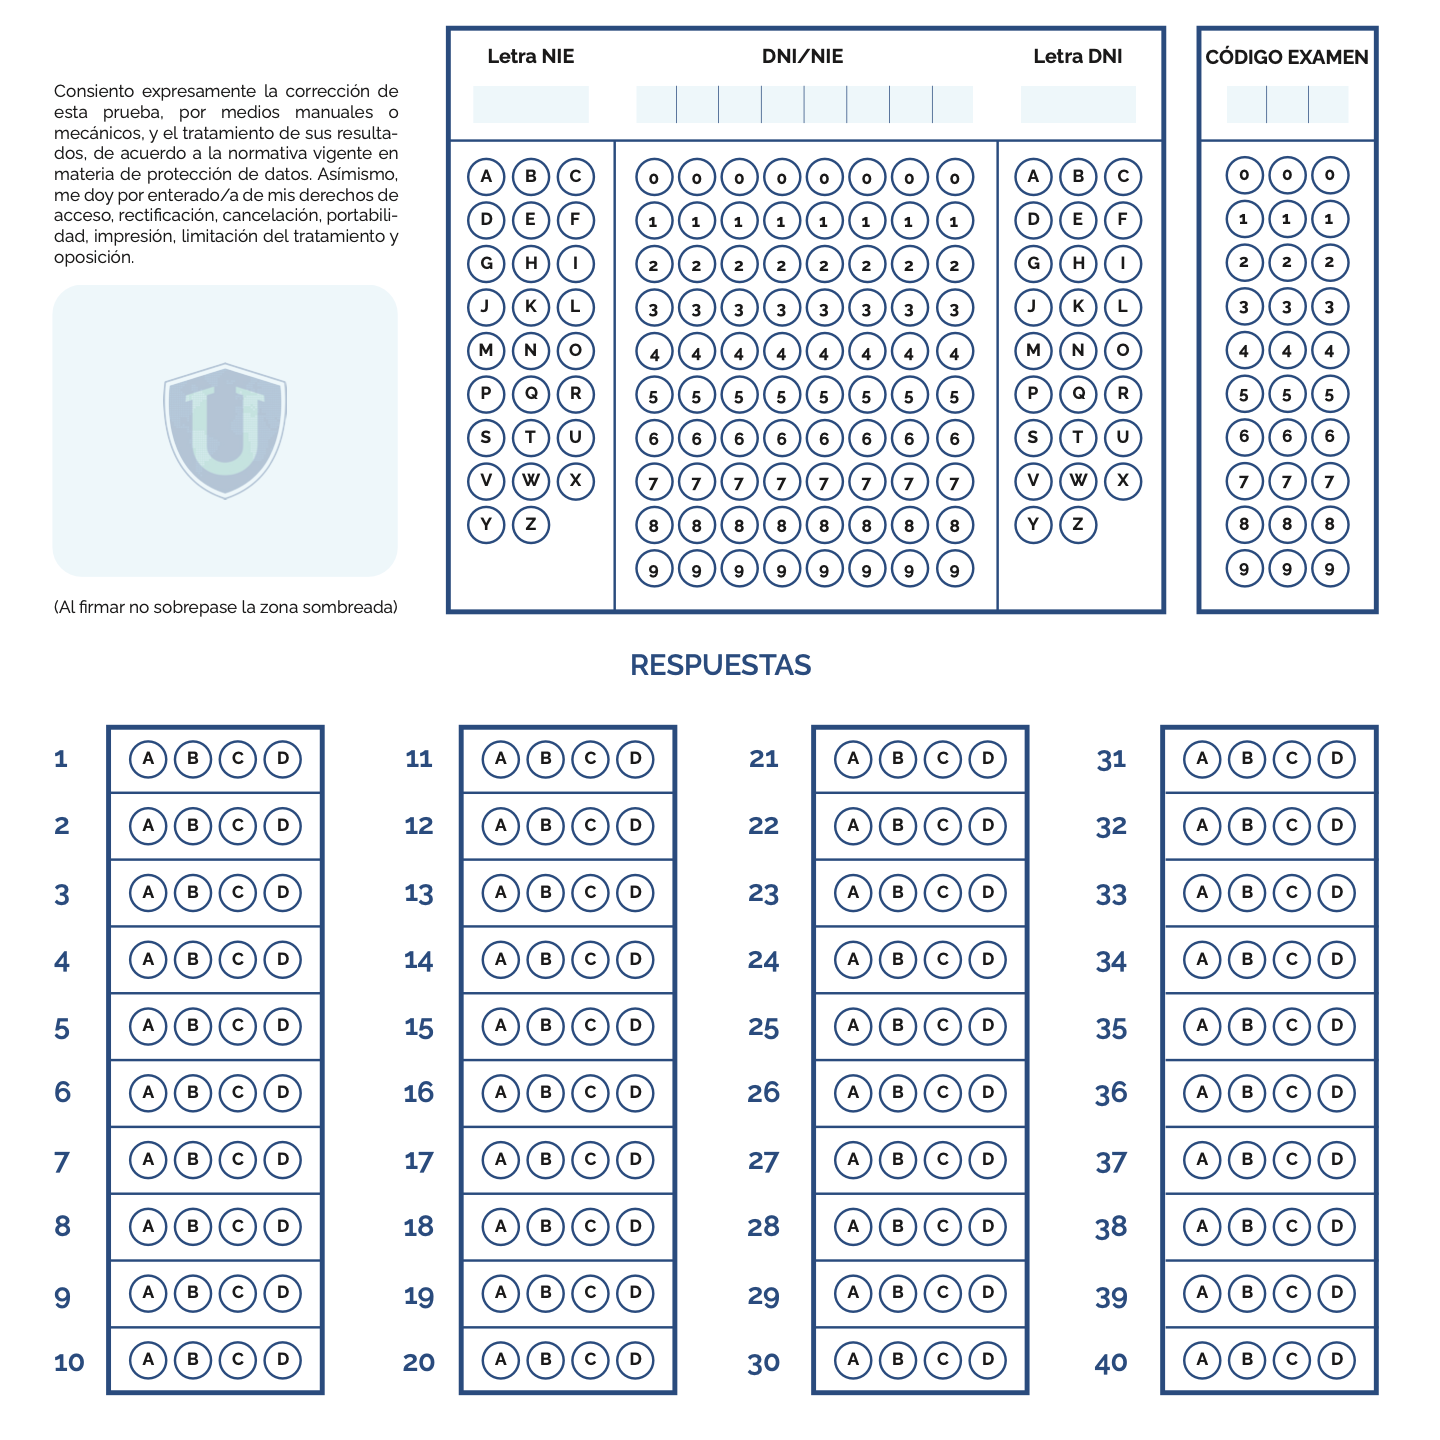 Consiento expresamente la corrección de
esta prueba, por medios manuales o
mecánicos, y el tratamiento de sus resulta-
dos, de acuerdo a la normativa vigente en
materia de protección de datos. Asímismo,
me doy por enterado/a de mis derechos de
acceso, rectificación, cancelación, portabili-
dad, impresión, limitación del tratamiento y
oposición.
U
(Al firmar no sobrepase la zona sombreada)
Letra NIE
A B C
D E F
G H I
J K L
M N O
P Q R
S T U
V W X
Y Z
DNI/NIE
0 0 0 0 0 0 0 0
1 1 1 1 1 1 1 1
2 2 2 2 2 2 2 2
3 3 3 3 3 3 3 3
4 4 4 4 4 4 4 4
5 5 5 5 5 5 5 5
6 6 6 6 6 6 6 6
7 7 7 7 7 7 7 7
8 8 8 8 8 8 8 8
9 9 9 9 9 9 9 9
Letra DNI
A B C
D E F
G H I
J K L
M N O
P Q R
S T U
V W X
Y Z
CÓDIGO EXAMEN
0 0 0
1 1 1
2 2 2
3 3 3
4 4 4
5 5 5
6 6 6
7 7 7
8 8 8
9 9 9
RESPUESTAS
1 A B C D
2 A B C D
3 A B C D
4 A B C D
5 A B C D
6 A B C D
7 A B C D
8 A B C D
9 A B C D
10 A B C D
11 A B C D
12 A B C D
13 A B C D
14 A B C D
15 A B C D
16 A B C D
17 A B C D
18 A B C D
19 A B C D
20 A B C D
21 A B C D
22 A B C D
23 A B C D
24 A B C D
25 A B C D
26 A B C D
27 A B C D
28 A B C D
29 A B C D
30 A B C D
31 A B C D
32 A B C D
33 A B C D
34 A B C D
35 A B C D
36 A B C D
37 A B C D
38 A B C D
39 A B C D
40 A B C D